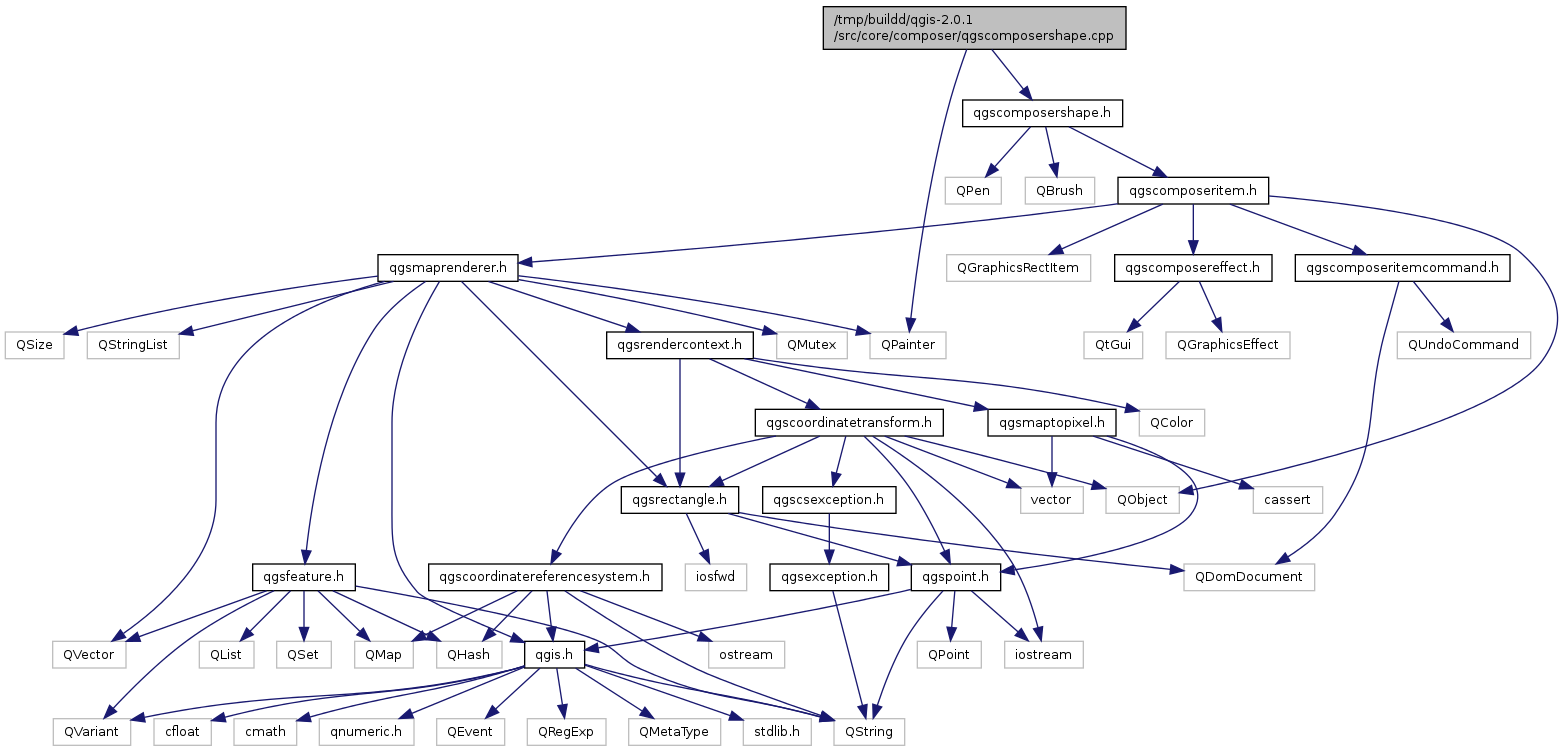 /tmp/buildd/qgis-2.0.1
/src/core/composer/qgscomposershape.cpp
qgscomposershape.h
QPen
QBrush
qgscomposeritem.h
qgsmaprenderer.h
QGraphicsRectItem
qgscomposereffect.h
qgscomposeritemcommand.h
QSize
QStringList
qgsrendercontext.h
QMutex
QPainter
QtGui
QGraphicsEffect
QUndoCommand
qgscoordinatetransform.h
qgsmaptopixel.h
QColor
qgsrectangle.h
qgscsexception.h
vector
QObject
cassert
qgsfeature.h
qgscoordinatereferencesystem.h
iosfwd
qgsexception.h
qgspoint.h
QDomDocument
QVector
QList
QSet
QMap
QHash
qgis.h
ostream
QPoint
iostream
QVariant
cfloat
cmath
qnumeric.h
QEvent
QRegExp
QMetaType
stdlib.h
QString